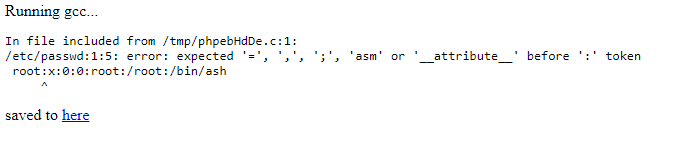 Running gcc...
In file included from /tmp/phpebHdDe.c:1:
/etc/passwd:1:5: error: expected '=', ',', ';', 'asm' or '__attribute__' before ':' token
 root:x:0:0:root:/root:/bin/ash
     ^
saved to here